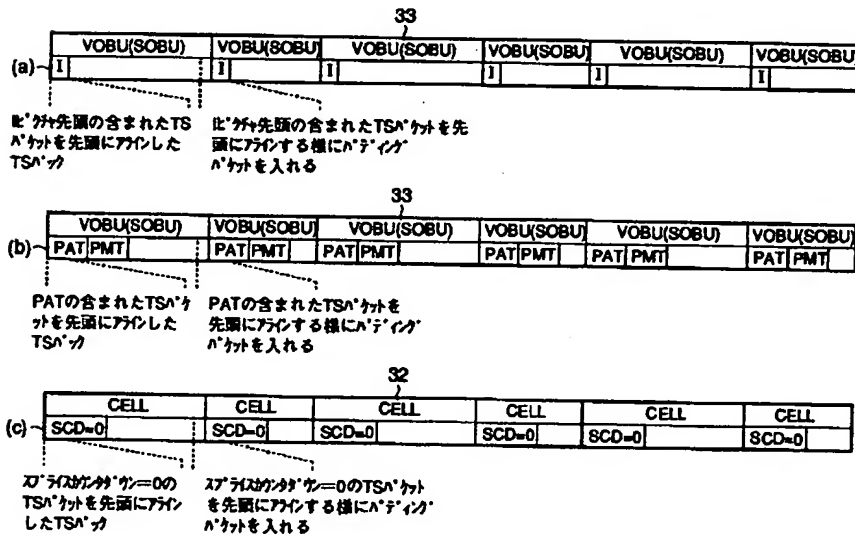 33
VOBU(SOBU) VOBU(SOBU) VOBU(SOBU) VOBU(SOBU) VOBU(SOBU) VOBU(SOBU)
(a) I I I I I I
Iピクチャ先頭の含まれたTS
パケットを先頭にアラインした
TSパック
Iピクチャ先頭の含まれたTSパケットを先
頭にアラインする様にパディング
パケットを入れる
33
VOBU(SOBU) VOBU(SOBU) VOBU(SOBU) VOBU(SOBU) VOBU(SOBU) VOBU(SOBU)
(b) PAT PMT PAT PMT PAT PMT PAT PMT PAT PMT PAT PMT
PATの含まれたTSパケ
ットを先頭にアラインした
TSパック
PATの含まれたTSパケットを
先頭にアラインする様にパディング
パケットを入れる
32
CELL CELL CELL CELL CELL CELL
(c) SCD=0 SCD=0 SCD=0 SCD=0 SCD=0 SCD=0
スプライスカウンタダウン=0の
TSパケットを先頭にアライン
したTSパック
スプライスカウンタダウン=0のTSパケット
を先頭にアラインする様にパディング
パケットを入れる